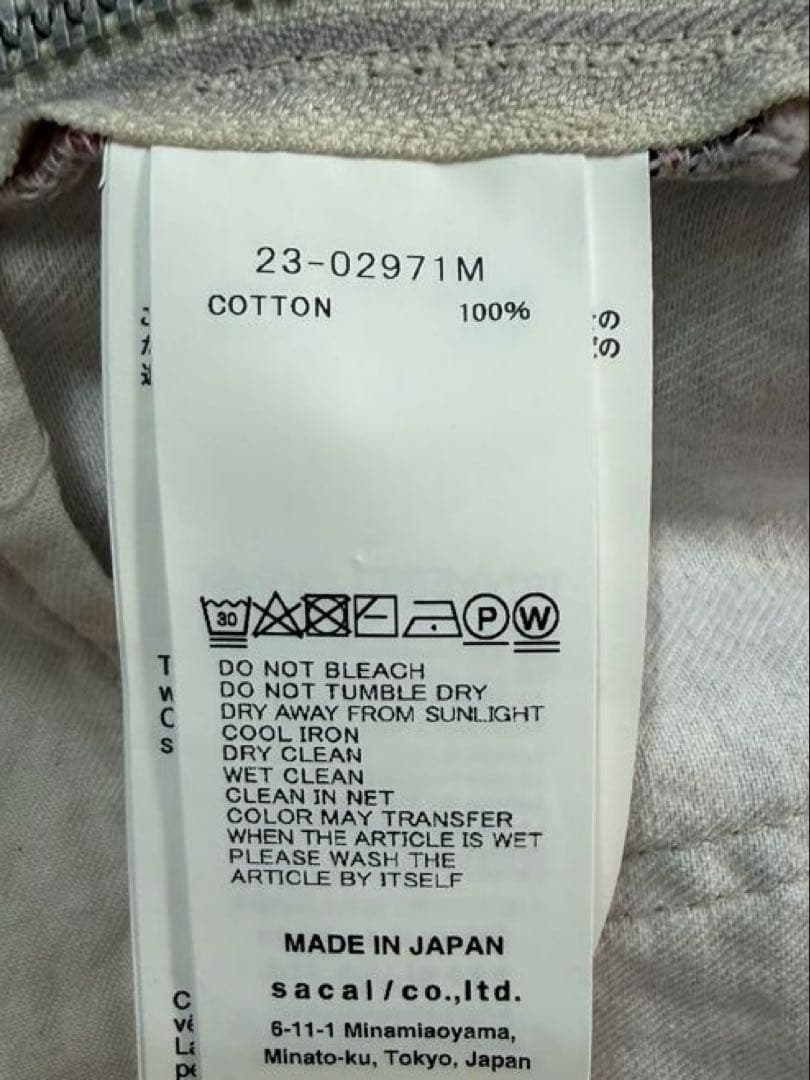 23-02971M
COTTON 100%
30
P W
DO NOT BLEACH
DO NOT TUMBLE DRY
DRY AWAY FROM SUNLIGHT
COOL IRON
DRY CLEAN
WET CLEAN
CLEAN IN NET
COLOR MAY TRANSFER
WHEN THE ARTICLE IS WET
PLEASE WASH THE
ARTICLE BY ITSELF
MADE IN JAPAN
sacaI/co.,ltd.
6-11-1 Minamiaoyama,
Minato-ku, Tokyo, Japan